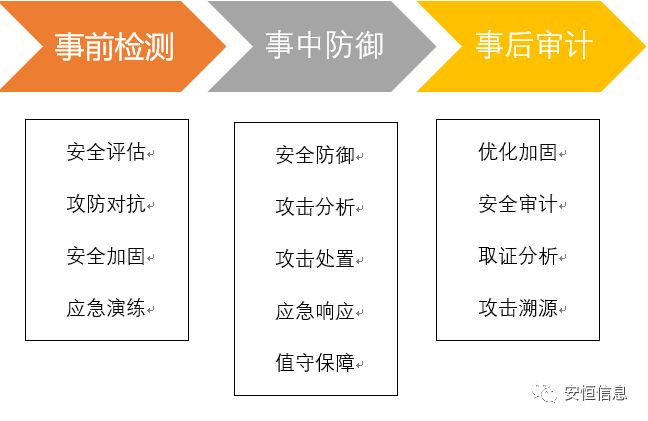 事前检测
事中防御
事后审计
安全评估
攻防对抗
安全加固
应急演练
安全防御
攻击分析
攻击处置
应急响应
值守保障
优化加固
安全审计
取证分析
攻击溯源
安恒信息